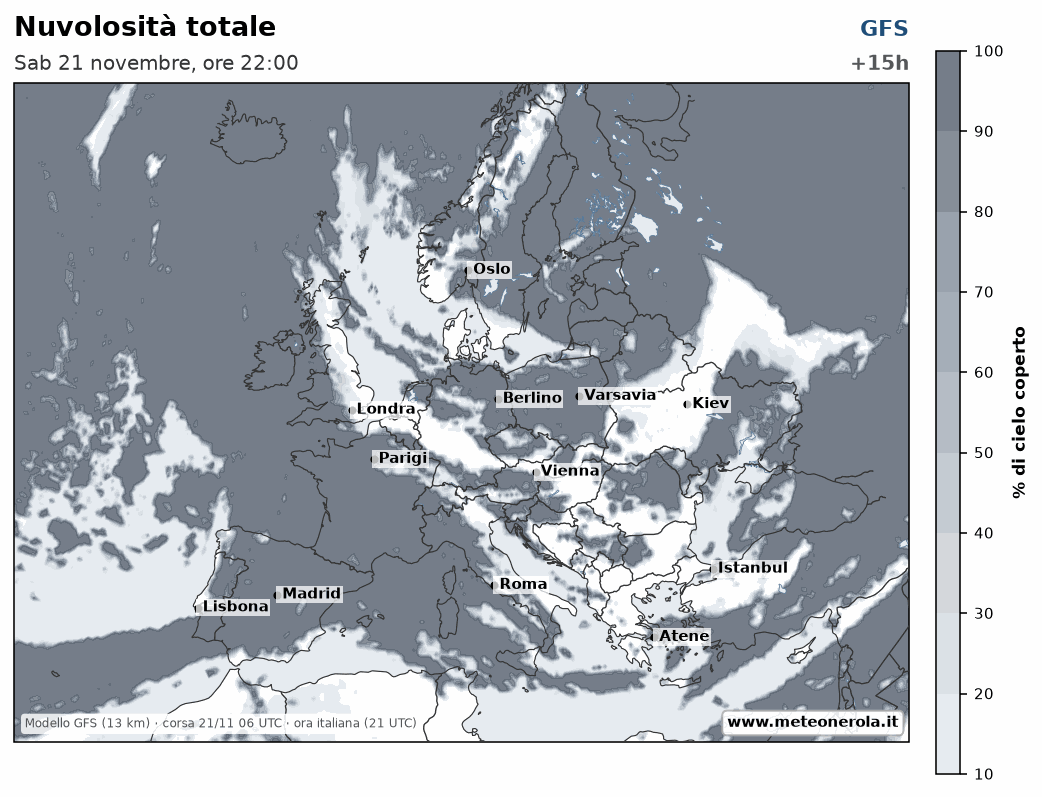 Nuvolosità totale
GFS
Sab 21 novembre, ore 22:00
+15h
100
90
80
70
60
50
40
30
20
10
% di cielo coperto
Oslo
Berlino
Varsavia
Kiev
Londra
Parigi
Vienna
Istanbul
Roma
Madrid
Lisbona
Atene
Modello GFS (13 km) · corsa 21/11 06 UTC · ora italiana (21 UTC)
www.meteonerola.it